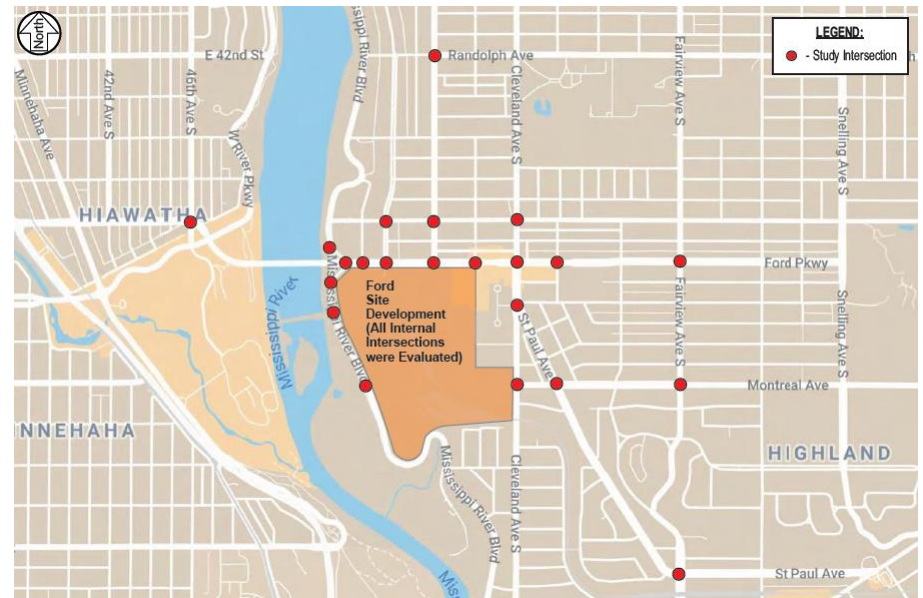 North
LEGEND:
- Study Intersection
E 42nd St
Mississippi River Blvd
Randolph Ave
Minnehaha Ave
42nd Ave S
46th Ave S
W River Pkwy
Cleveland Ave S
Fairview Ave S
Snelling Ave S
HIAWATHA
Ford Pkwy
Mississippi River
Mississippi River Blvd
Ford
Site
Development
(All Internal
Intersections
were Evaluated)
St Paul Ave
Fairview Ave S
Snelling Ave S
Montreal Ave
NNEHAHA
HIGHLAND
Mississippi River Blvd
Cleveland Ave S
St Paul Ave